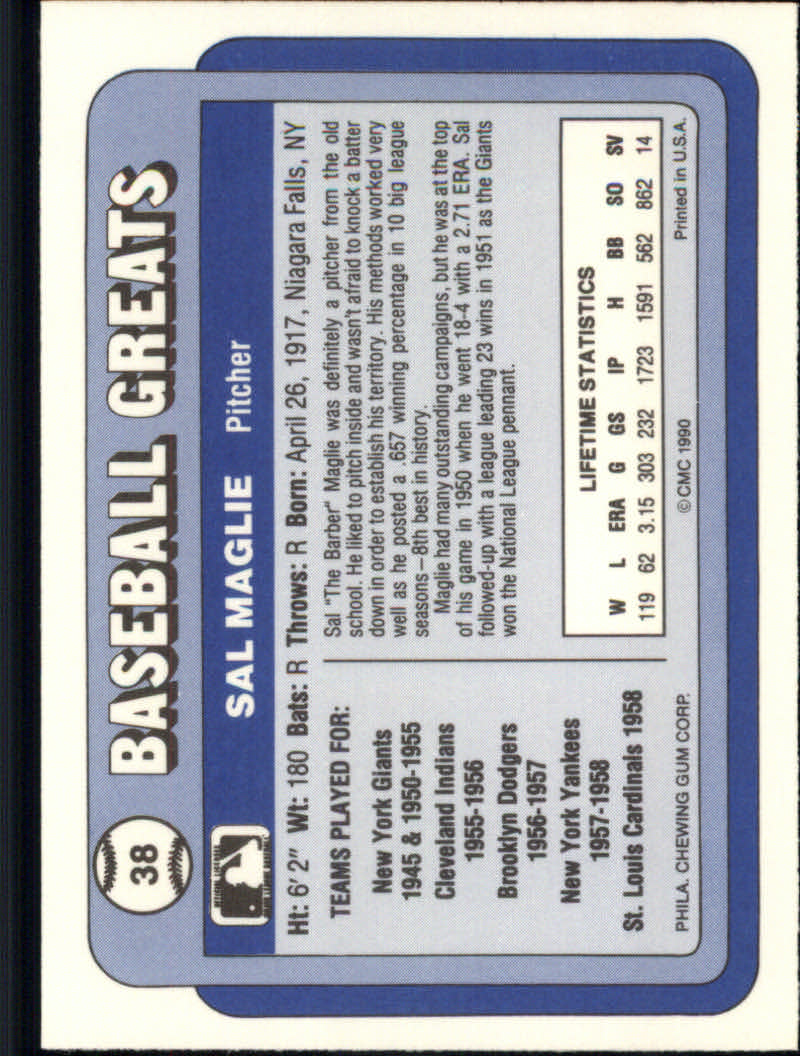 38
BASEBALL GREATS
SAL MAGLIE Pitcher
Ht: 6' 2" Wt: 180 Bats: R Throws: R Born: April 26, 1917, Niagara Falls, NY
TEAMS PLAYED FOR:
New York Giants
1945 & 1950-1955
Cleveland Indians
1955-1956
Brooklyn Dodgers
1956-1957
New York Yankees
1957-1958
St. Louis Cardinals 1958
Sal "The Barber" Maglie was definitely a pitcher from the old
school. He liked to pitch inside and wasn't afraid to knock a batter
down in order to establish his territory. His methods worked very
well as he posted a .667 winning percentage in 10 big league
seasons—8th best in history.
Maglie had many outstanding campaigns, but he was at the top
of his game in 1950 when he went 18-4 with a 2.71 ERA. Sal
followed-up with a league leading 23 wins in 1951 as the Giants
won the National League pennant.
LIFETIME STATISTICS
W L ERA G GS IP H BB SO SV
119 62 3.15 303 232 1723 1591 562 862 14
PHILA. CHEWING GUM CORP. © CMC 1990 Printed in U.S.A.